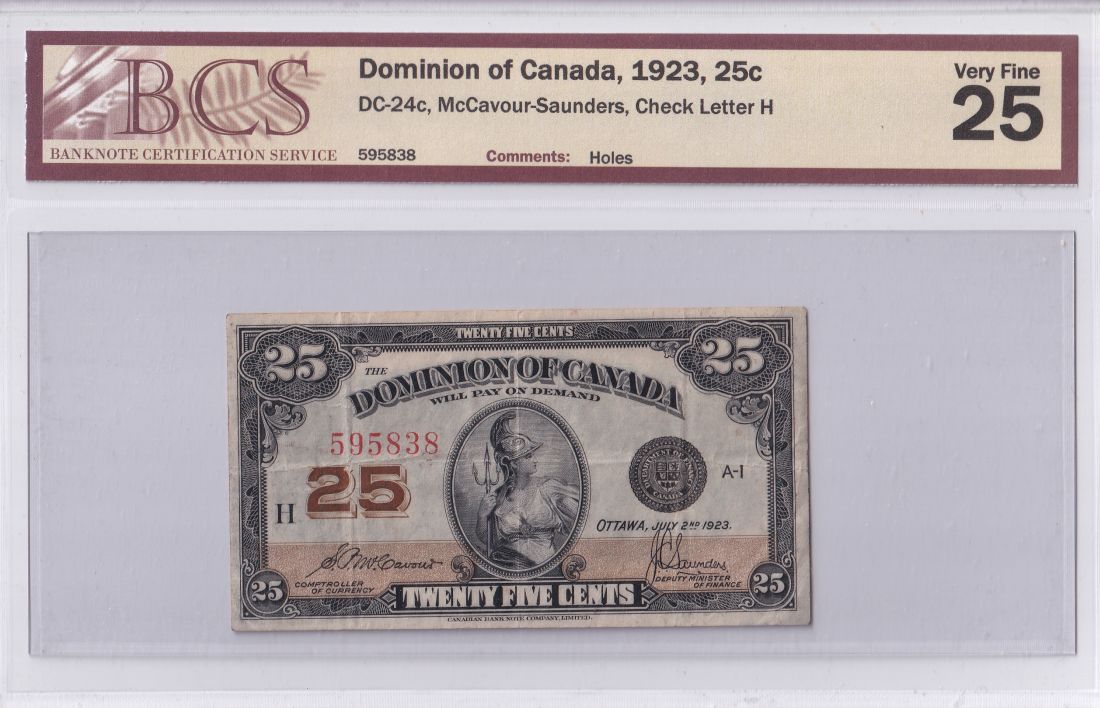 BCS
BANKNOTE CERTIFICATION SERVICE
Dominion of Canada, 1923, 25c
DC-24c, McCavour-Saunders, Check Letter H
595838 Comments: Holes
Very Fine
25
TWENTY FIVE CENTS
25 25
THE
DOMINION OF CANADA
WILL PAY ON DEMAND
595838
25
H
A-1
OTTAWA, JULY 2ND 1923.
S.P. McCavour
COMPTROLLER
OF CURRENCY
J.C. Saunders
DEPUTY MINISTER
OF FINANCE
25 TWENTY FIVE CENTS 25
CANADIAN BANK NOTE COMPANY, LIMITED.